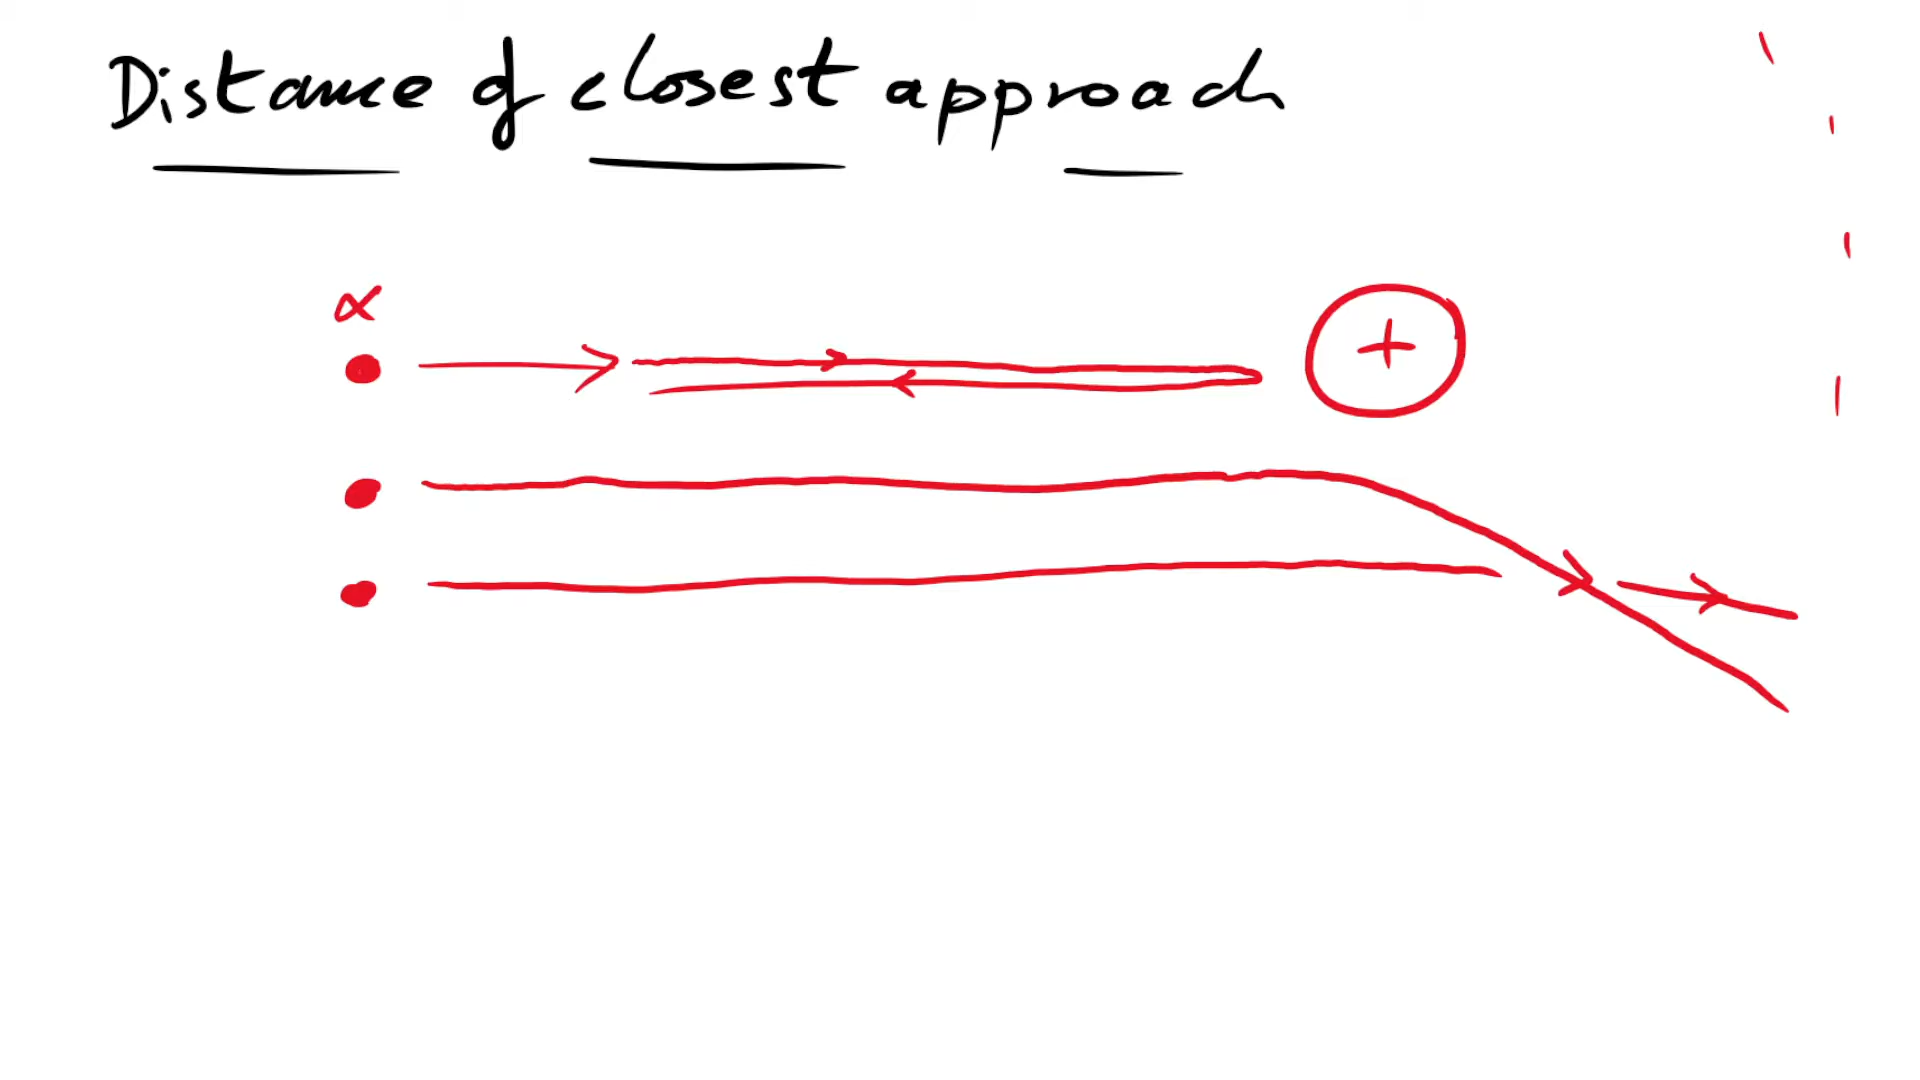 Distance of closest approach
α
+